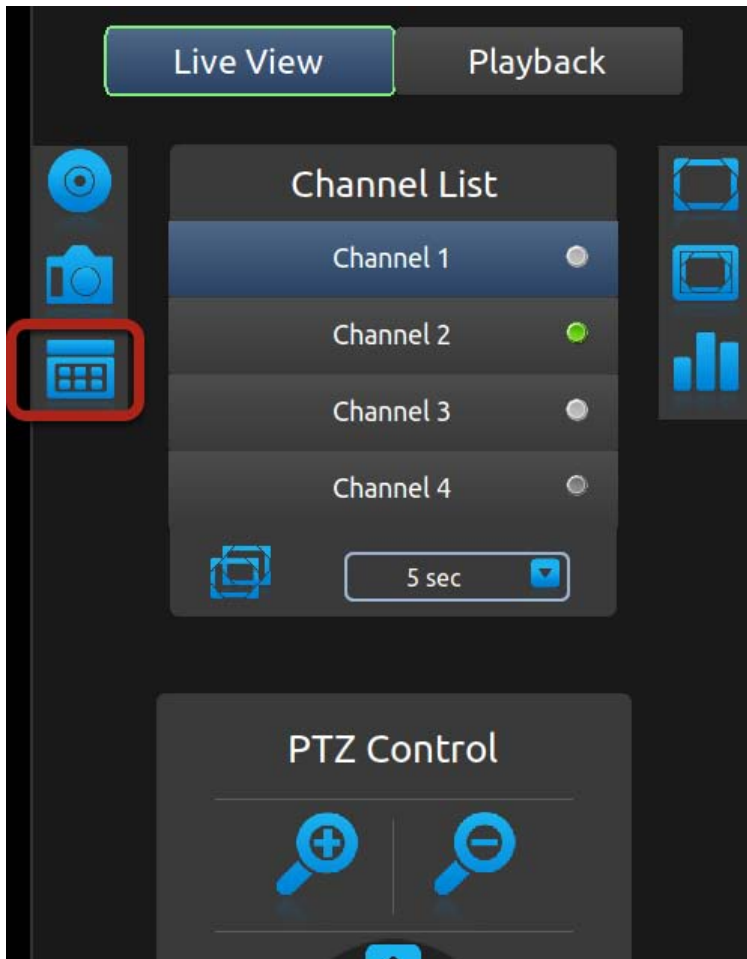 Live View
Playback
Channel List
Channel 1
Channel 2
Channel 3
Channel 4
5 sec
PTZ Control